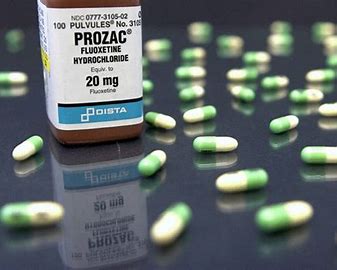 NDC 0777-3105-02
100 PULVULES® No. 3105
PROZAC®
FLUOXETINE
HYDROCHLORIDE
Equiv. to
20 mg
Fluoxetine
DISTA